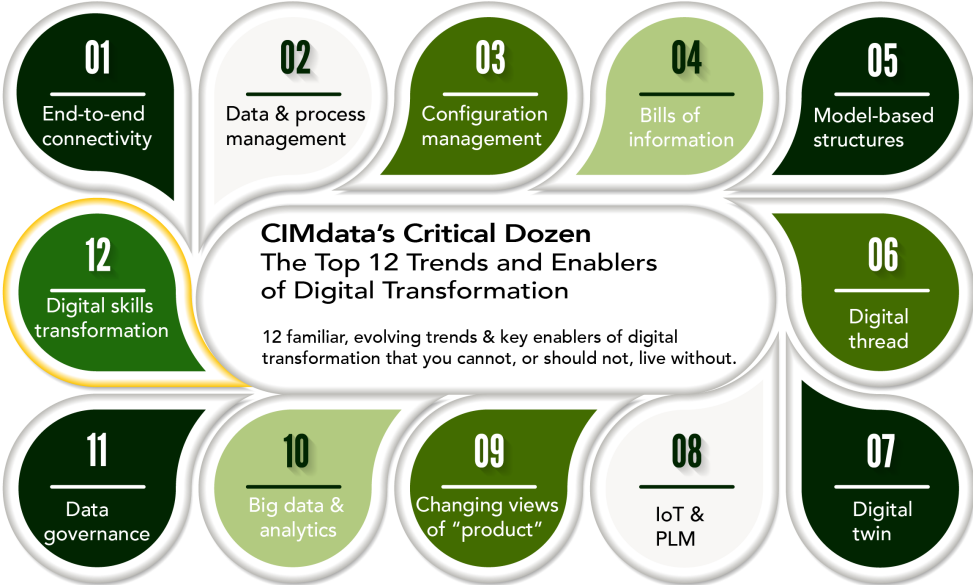 01
End-to-end
connectivity
02
Data & process
management
03
Configuration
management
04
Bills of
information
05
Model-based
structures
CIMdata's Critical Dozen
The Top 12 Trends and Enablers
of Digital Transformation
12 familiar, evolving trends & key enablers of digital
transformation that you cannot, or should not, live without.
06
Digital
thread
07
Digital
twin
08
IoT &
PLM
09
Changing views
of “product”
10
Big data &
analytics
11
Data
governance
12
Digital skills
transformation